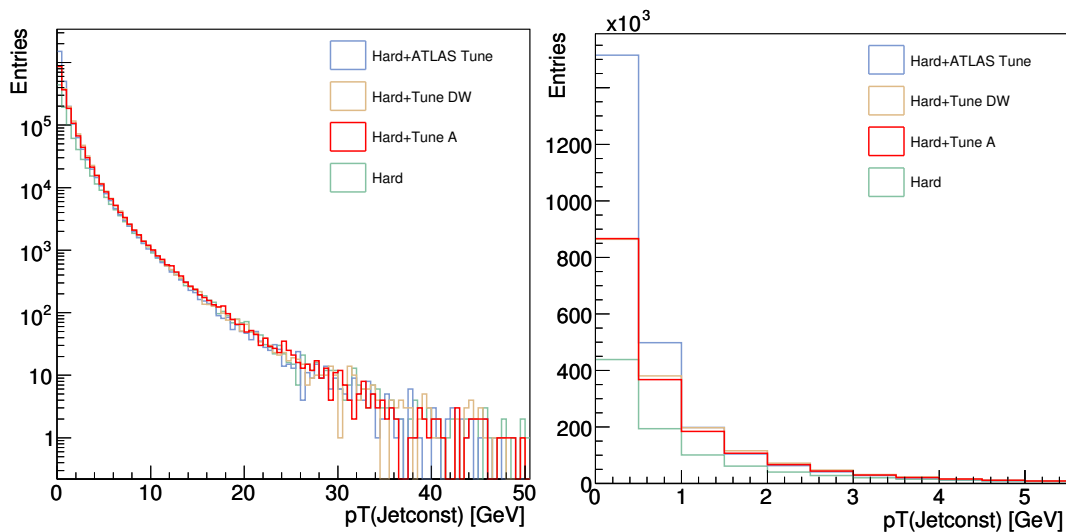 Entries
Hard+ATLAS Tune
Hard+Tune DW
Hard+Tune A
Hard
10^5
10^4
10^3
10^2
10
1
0 10 20 30 40 50
pT(Jetconst) [GeV]
×10^3
Entries
Hard+ATLAS Tune
Hard+Tune DW
Hard+Tune A
Hard
1400
1200
1000
800
600
400
200
0
0 1 2 3 4 5
pT(Jetconst) [GeV]